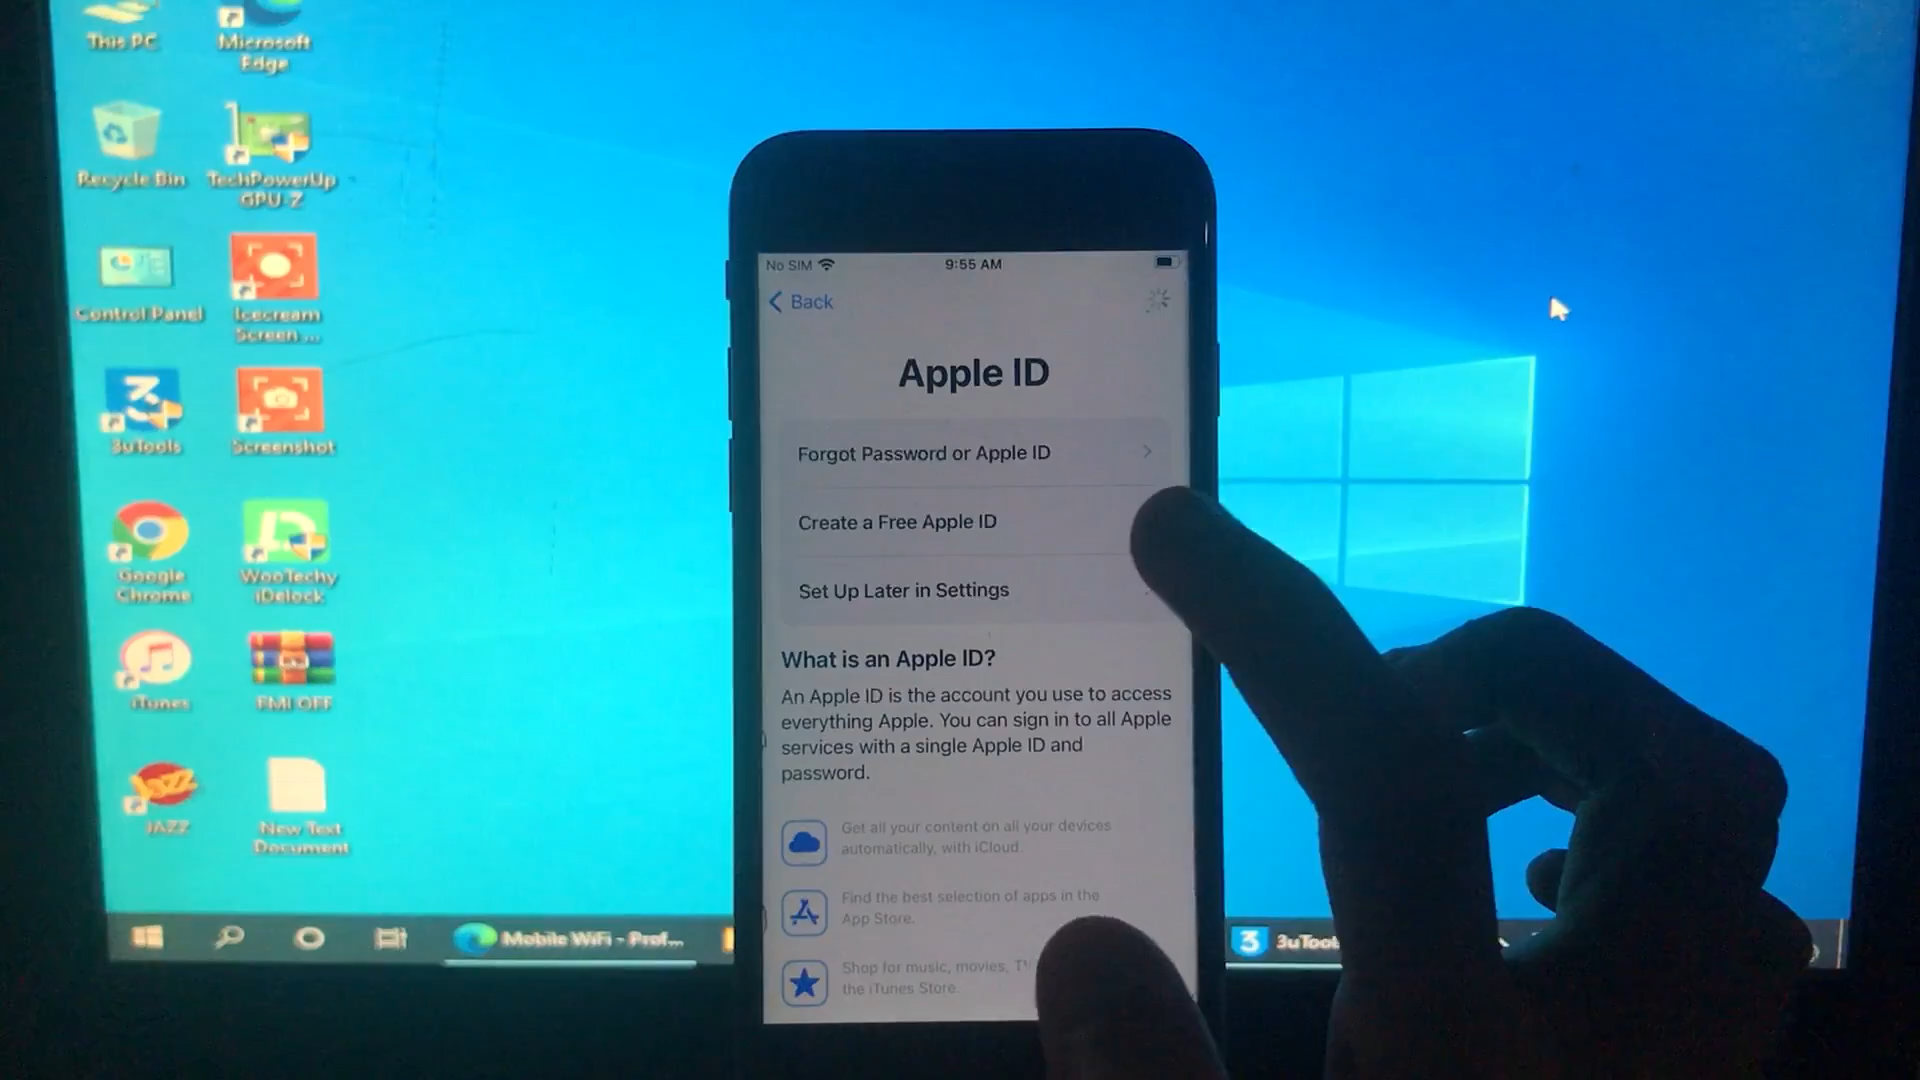 This PC
Microsoft
Edge
Recycle Bin
TechPowerUp
GPU-Z
Control Panel
Icecream
Screen ...
3uTools
Screenshot
Google
Chrome
WooTechy
iDelock
iTunes
FMI OFF
JAZZ
JAZZ
New Text
Document
Mobile WiFi - Prof...
3
3uTool
No SIM
9:55 AM
Back
Apple ID
Forgot Password or Apple ID
Create a Free Apple ID
Set Up Later in Settings
What is an Apple ID?
An Apple ID is the account you use to access
everything Apple. You can sign in to all Apple
services with a single Apple ID and
password.
Get all your content on all your devices
automatically, with iCloud.
Find the best selection of apps in the
App Store.
Shop for music, movies, TV
the iTunes Store.